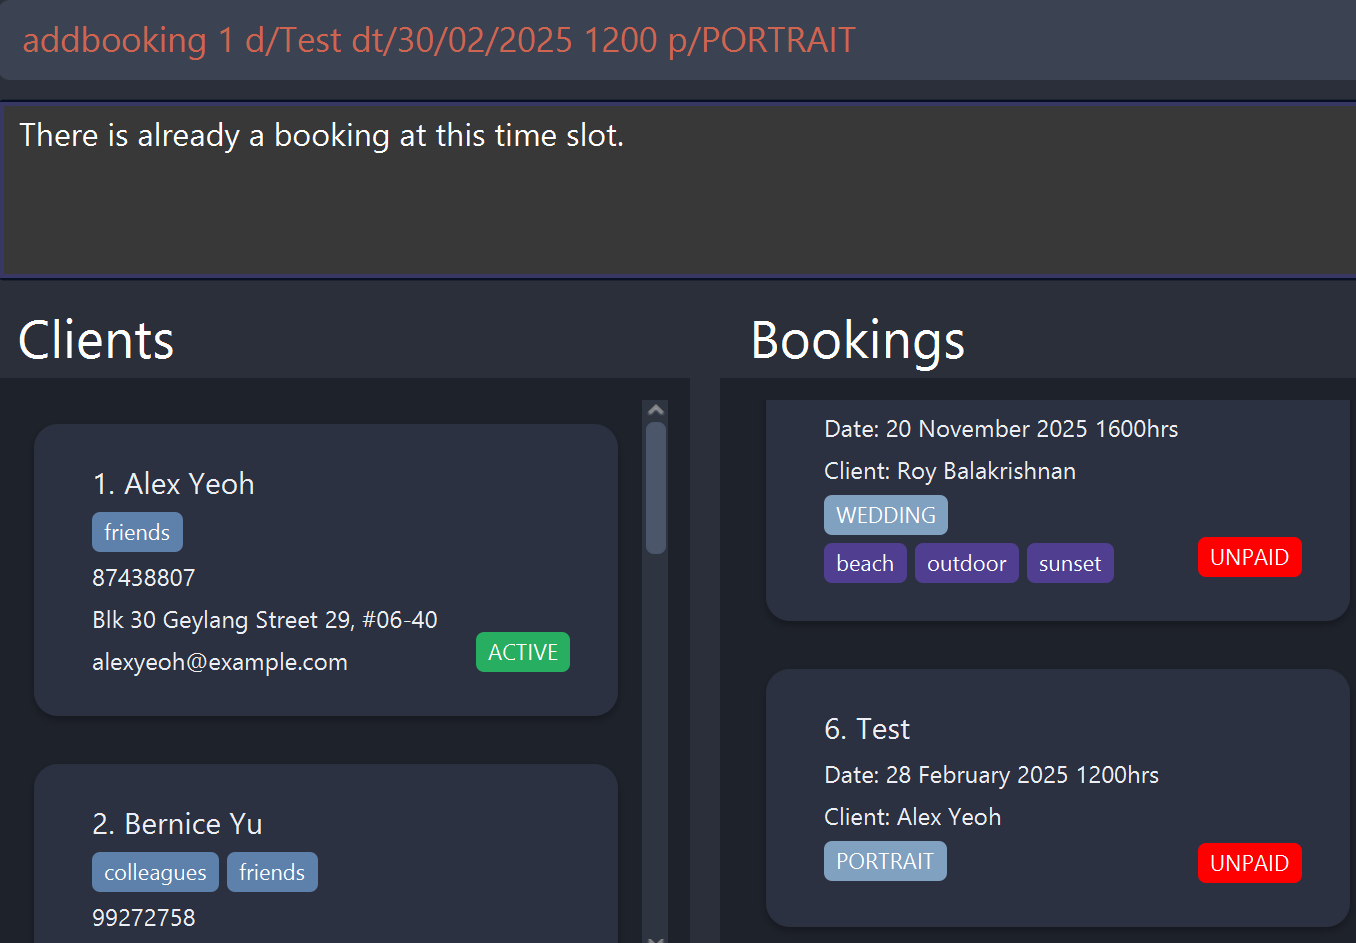 addbooking 1 d/Test dt/30/02/2025 1200 p/PORTRAIT
There is already a booking at this time slot.
Clients
1. Alex Yeoh
friends
87438807
Blk 30 Geylang Street 29, #06-40
alexyeoh@example.com
ACTIVE
2. Bernice Yu
colleagues friends
99272758
Bookings
Date: 20 November 2025 1600hrs
Client: Roy Balakrishnan
WEDDING
beach outdoor sunset
UNPAID
6. Test
Date: 28 February 2025 1200hrs
Client: Alex Yeoh
PORTRAIT
UNPAID